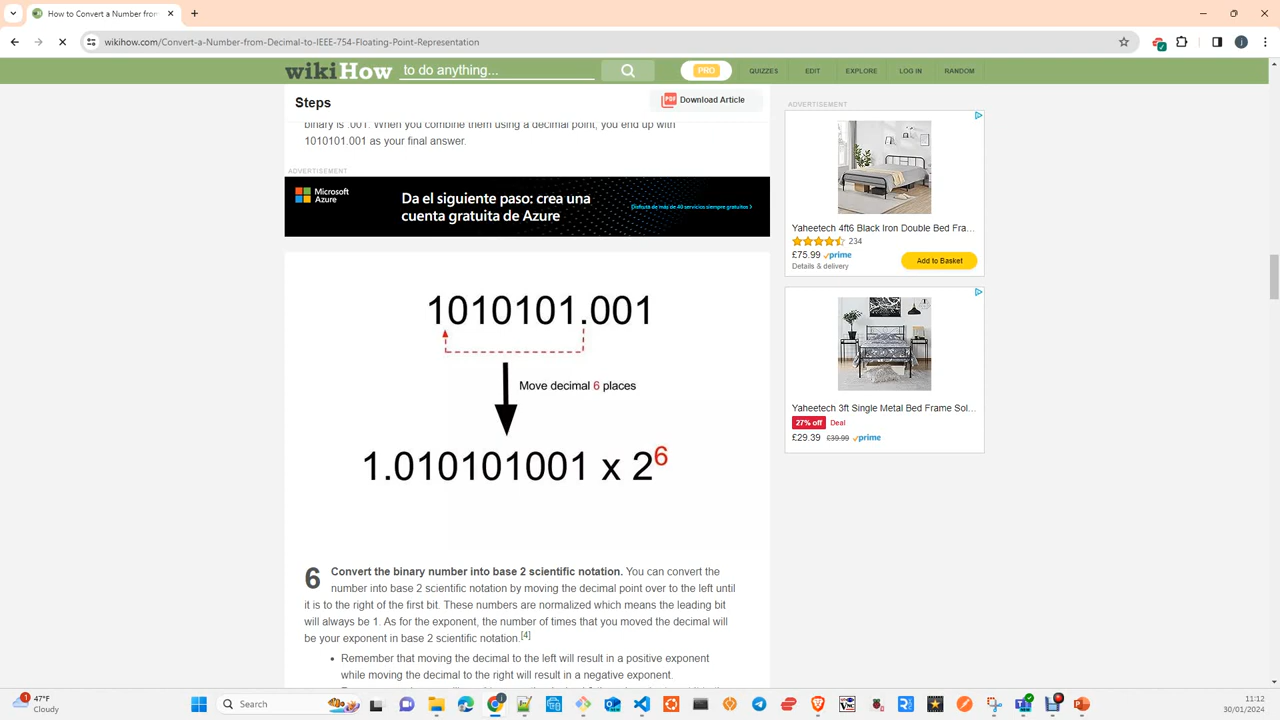 How to Convert a Number from
wikihow.com/Convert-a-Number-from-Decimal-to-IEEE-754-Floating-Point-Representation
wikiHow
to do anything...
PRO
QUIZZES
EDIT
EXPLORE
LOG IN
RANDOM
Steps
PDF
Download Article
binary is .001. When you combine them using a decimal point, you end up with
1010101.001 as your final answer.
ADVERTISEMENT
Microsoft
Azure
Da el siguiente paso: crea una
cuenta gratuita de Azure
Disfruta de más de 40 servicios siempre gratuitos >
1010101.001
Move decimal 6 places
1.010101001 x 2^6
6 Convert the binary number into base 2 scientific notation. You can convert the
number into base 2 scientific notation by moving the decimal point over to the left until
it is to the right of the first bit. These numbers are normalized which means the leading bit
will always be 1. As for the exponent, the number of times that you moved the decimal will
be your exponent in base 2 scientific notation.[4]
• Remember that moving the decimal to the left will result in a positive exponent
while moving the decimal to the right will result in a negative exponent.
ADVERTISEMENT
Yaheetech 4ft6 Black Iron Double Bed Fra...
234
£75.99 prime
Details & delivery
Add to Basket
Yaheetech 3ft Single Metal Bed Frame Sol...
27% off Deal
£29.39 £39.99 prime
1
47°F
Cloudy
Search
11:12
30/01/2024